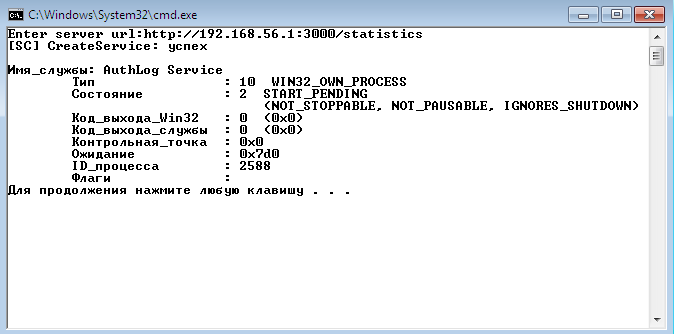 C:\Windows\System32\cmd.exe
Enter server url:http://192.168.56.1:3000/statistics
[SC] CreateService: успех
Имя_службы: AuthLog Service
Тип : 10 WIN32_OWN_PROCESS
Состояние : 2 START_PENDING
(NOT_STOPPABLE, NOT_PAUSABLE, IGNORES_SHUTDOWN)
Код_выхода_Win32 : 0 (0x0)
Код_выхода_службы : 0 (0x0)
Контрольная_точка : 0x0
Ожидание : 0x7d0
ID_процесса : 2588
Флаги :
Для продолжения нажмите любую клавишу . . .